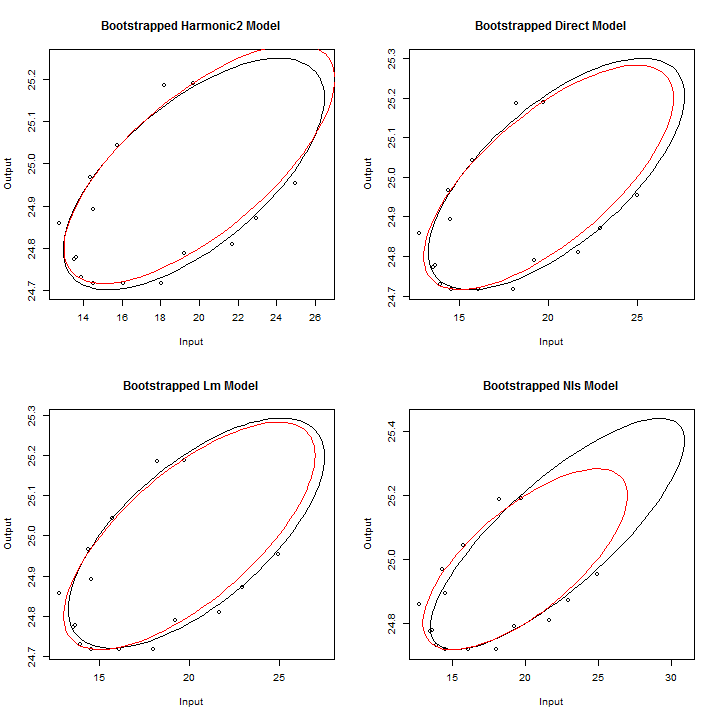 Bootstrapped Harmonic2 Model
Output
24.7 24.8 24.9 25.0 25.1 25.2
14 16 18 20 22 24 26
Input
Bootstrapped Direct Model
Output
24.7 24.8 24.9 25.0 25.1 25.2 25.3
15 20 25
Input
Bootstrapped Lm Model
Output
24.7 24.8 24.9 25.0 25.1 25.2 25.3
15 20 25
Input
Bootstrapped Nls Model
Output
24.8 25.0 25.2 25.4
15 20 25 30
Input